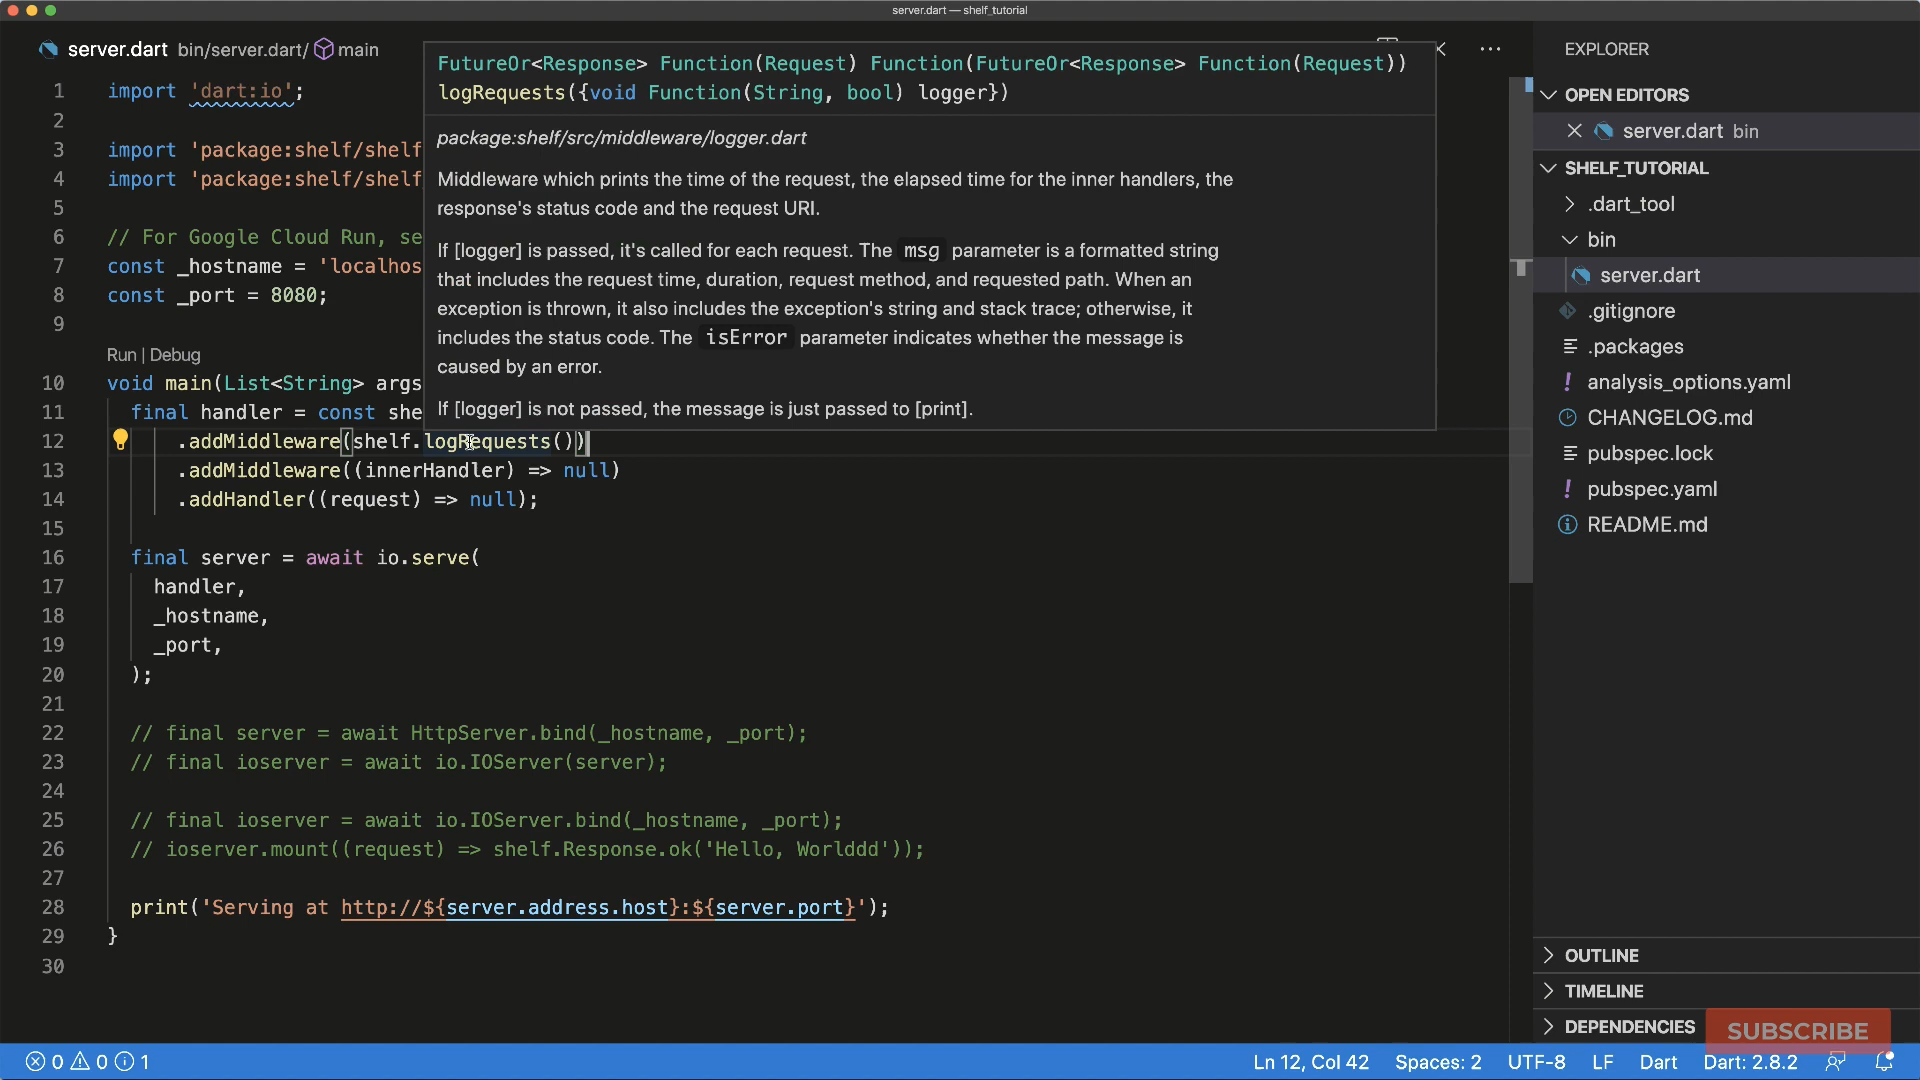 server.dart — shelf_tutorial
server.dart bin/server.dart/ main
FutureOr<Response> Function(Request) Function(FutureOr<Response> Function(Request))
logRequests({void Function(String, bool) logger})
package:shelf/src/middleware/logger.dart
Middleware which prints the time of the request, the elapsed time for the inner handlers, the
response's status code and the request URI.
If [logger] is passed, it's called for each request. The msg parameter is a formatted string
that includes the request time, duration, request method, and requested path. When an
exception is thrown, it also includes the exception's string and stack trace; otherwise, it
includes the status code. The isError parameter indicates whether the message is
caused by an error.
If [logger] is not passed, the message is just passed to [print].
1 import 'dart:io';
2
3 import 'package:shelf/shelf
4 import 'package:shelf/shelf
5
6 // For Google Cloud Run, se
7 const _hostname = 'localhos
8 const _port = 8080;
9
Run | Debug
10 void main(List<String> args
11 final handler = const she
12 .addMiddleware(shelf.logRequests())
13 .addMiddleware((innerHandler) => null)
14 .addHandler((request) => null);
15
16 final server = await io.serve(
17 handler,
18 _hostname,
19 _port,
20 );
21
22 // final server = await HttpServer.bind(_hostname, _port);
23 // final ioserver = await io.IOServer(server);
24
25 // final ioserver = await io.IOServer.bind(_hostname, _port);
26 // ioserver.mount((request) => shelf.Response.ok('Hello, Worlddd'));
27
28 print('Serving at http://${server.address.host}:${server.port}');
29 }
30
EXPLORER
OPEN EDITORS
server.dart bin
SHELF_TUTORIAL
.dart_tool
bin
server.dart
.gitignore
.packages
analysis_options.yaml
CHANGELOG.md
pubspec.lock
pubspec.yaml
README.md
OUTLINE
TIMELINE
DEPENDENCIES
SUBSCRIBE
0 0 1
Ln 12, Col 42 Spaces: 2 UTF-8 LF Dart Dart: 2.8.2